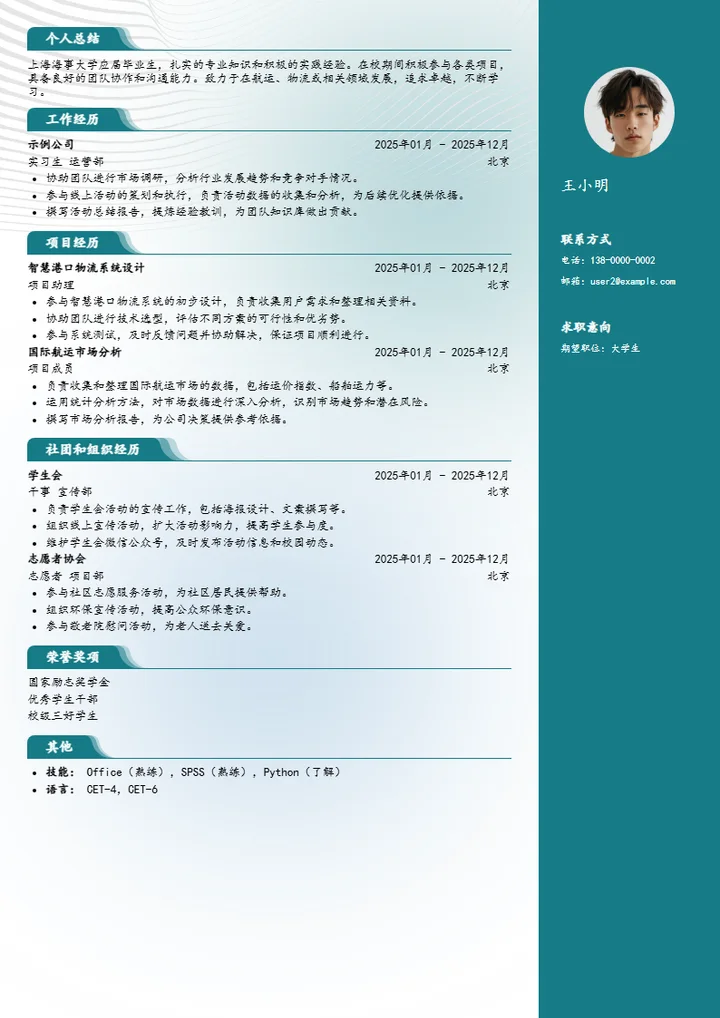 个人总结
上海海事大学应届毕业生，扎实的专业知识和积极的实践经验。在校期间积极参与各类项目，
具备良好的团队协作和沟通能力。致力于在航运、物流或相关领域发展，追求卓越，不断学
习。
工作经历
示例公司 2025年01月 - 2025年12月
实习生 运营部 北京
• 协助团队进行市场调研，分析行业发展趋势和竞争对手情况。
• 参与线上活动的策划和执行，负责活动数据的收集和分析，为后续优化提供依据。
• 撰写活动总结报告，提炼经验教训，为团队知识库做出贡献。
项目经历
智慧港口物流系统设计 2025年01月 - 2025年12月
项目助理 北京
• 参与智慧港口物流系统的初步设计，负责收集用户需求和整理相关资料。
• 协助团队进行技术选型，评估不同方案的可行性和优劣势。
• 参与系统测试，及时反馈问题并协助解决，保证项目顺利进行。
国际航运市场分析 2025年01月 - 2025年12月
项目成员 北京
• 负责收集和整理国际航运市场的数据，包括运价指数、船舶运力等。
• 运用统计分析方法，对市场数据进行深入分析，识别市场趋势和潜在风险。
• 撰写市场分析报告，为公司决策提供参考依据。
社团和组织经历
学生会 2025年01月 - 2025年12月
干事 宣传部 北京
• 负责学生会活动的宣传工作，包括海报设计、文案撰写等。
• 组织线上宣传活动，扩大活动影响力，提高学生参与度。
• 维护学生会微信公众号，及时发布活动信息和校园动态。
志愿者协会 2025年01月 - 2025年12月
志愿者 项目部 北京
• 参与社区志愿服务活动，为社区居民提供帮助。
• 组织环保宣传活动，提高公众环保意识。
• 参与敬老院慰问活动，为老人送去关爱。
荣誉奖项
国家励志奖学金
优秀学生干部
校级三好学生
其他
• 技能： Office（熟练），SPSS（熟练），Python（了解）
• 语言： CET-4，CET-6
王小明
联系方式
电话：138-0000-0002
邮箱：user2@example.com
求职意向
期望职位：大学生